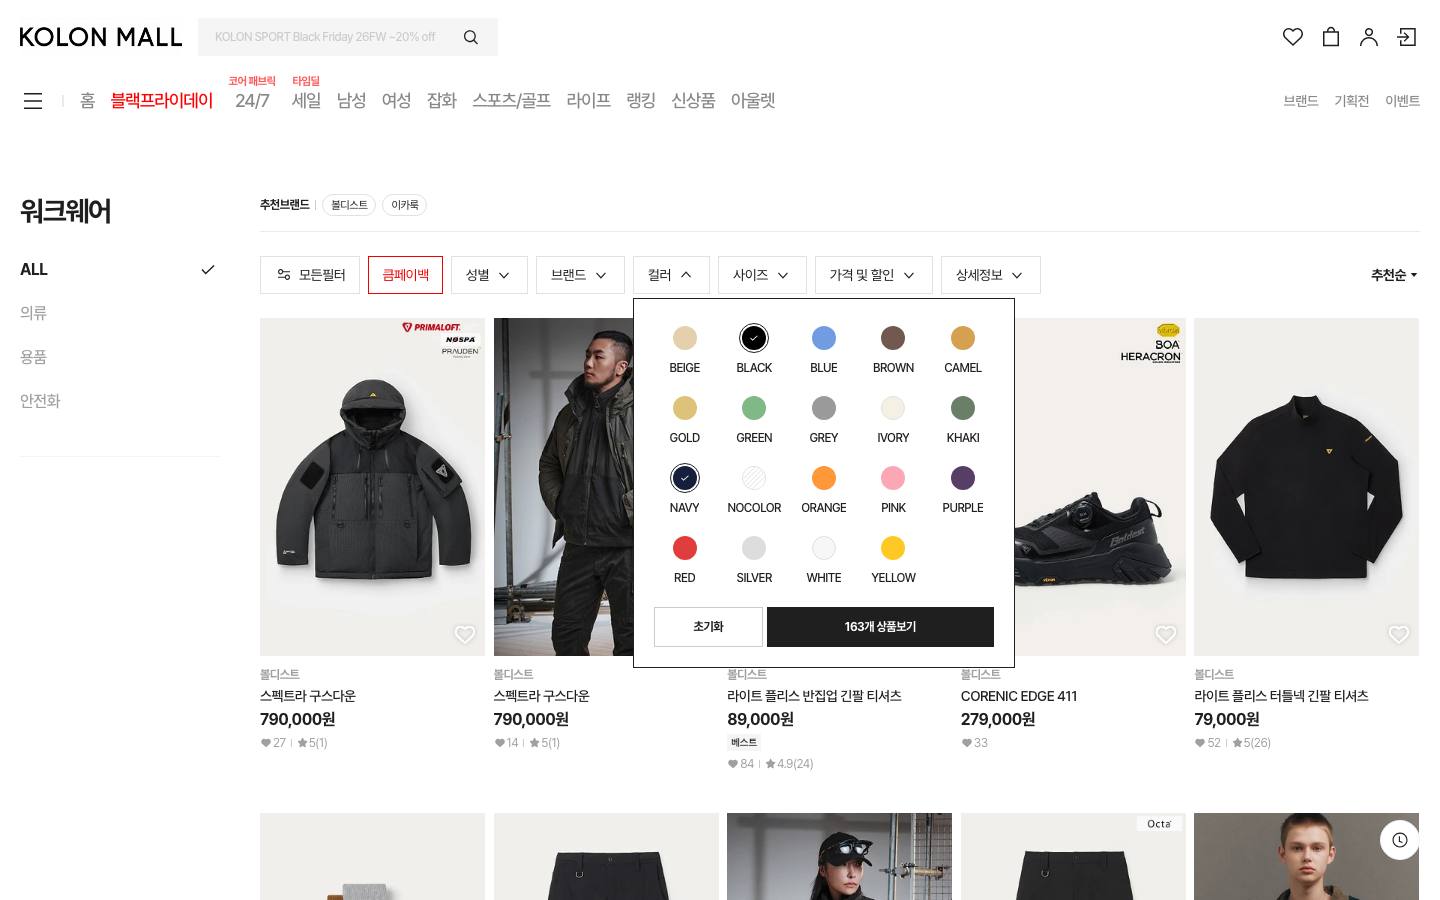 KOLON MALL
KOLON SPORT Black Friday 26FW ~20% off
코어 패브릭
타임딜
홈
블랙프라이데이
24/7
세일
남성
여성
잡화
스포츠/골프
라이프
랭킹
신상품
아울렛
브랜드
기획전
이벤트
워크웨어
ALL
의류
용품
안전화
추천브랜드
볼디스트
이카룩
모든필터
쿰페이백
성별
브랜드
컬러
사이즈
가격 및 할인
상세정보
추천순
PRIMALOFT.
NOSPA
PRAUDEN
BOA
HERACRON
BEIGE
BLACK
BLUE
BROWN
CAMEL
GOLD
GREEN
GREY
IVORY
KHAKI
NAVY
NOCOLOR
ORANGE
PINK
PURPLE
RED
SILVER
WHITE
YELLOW
초기화
163개 상품보기
Boldest
볼디스트
스펙트라 구스다운
790,000원
27
5(1)
볼디스트
스펙트라 구스다운
790,000원
14
5(1)
볼디스트
라이트 플리스 반집업 긴팔 티셔츠
89,000원
베스트
84
4.9(24)
볼디스트
CORENIC EDGE 411
279,000원
33
볼디스트
라이트 플리스 터틀넥 긴팔 티셔츠
79,000원
52
5(26)
Octa